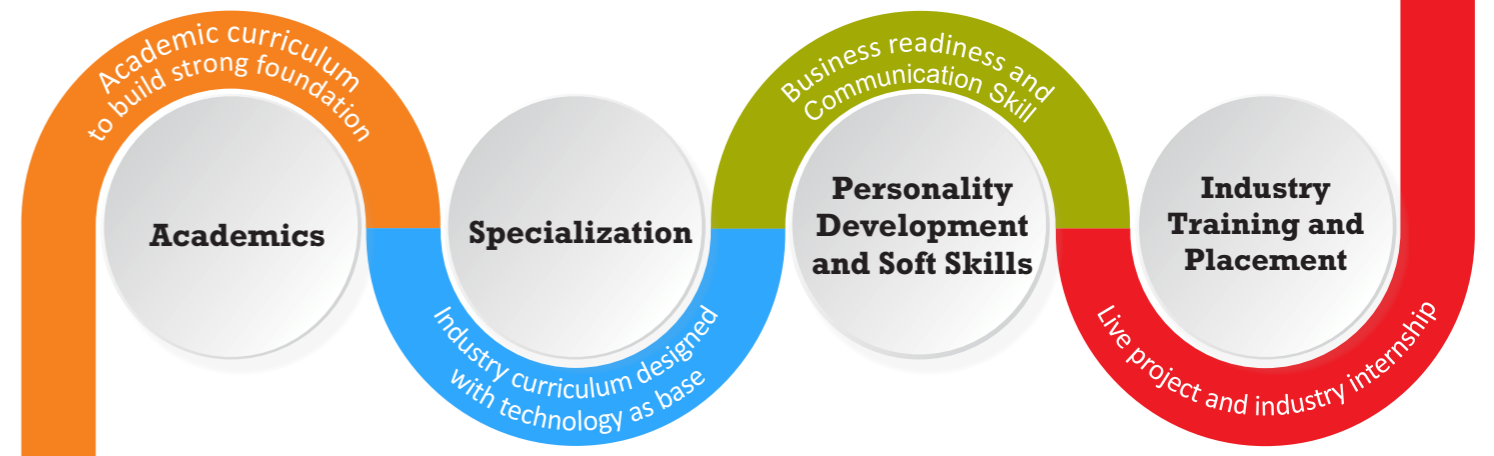 Academic curriculum
to build strong foundation
Academics
Specialization
Industry curriculum designed
with technology as base
Business readiness and
Communication Skill
Personality
Development
and Soft Skills
Industry
Training and
Placement
Live project and industry internship